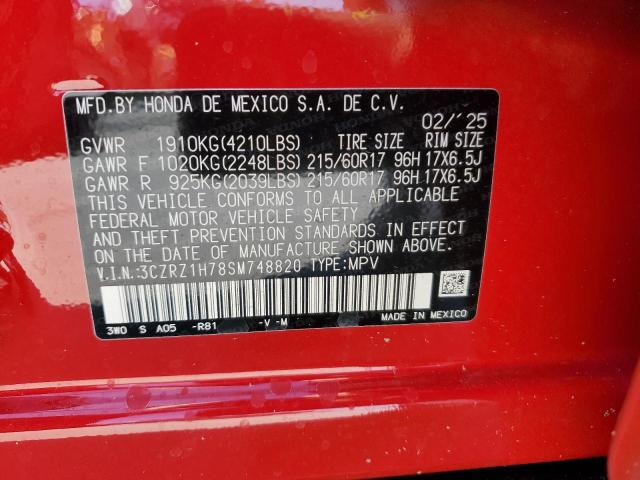 MFD.BY HONDA DE MEXICO S.A. DE C.V.
02/'25
GVWR 1910KG(4210LBS) TIRE SIZE RIM SIZE
GAWR F 1020KG(2248LBS) 215/60R17 96H 17X6.5J
GAWR R 925KG(2039LBS) 215/60R17 96H 17X6.5J
THIS VEHICLE CONFORMS TO ALL APPLICABLE
FEDERAL MOTOR VEHICLE SAFETY
AND THEFT PREVENTION STANDARDS IN EFFECT
ON THE DATE OF MANUFACTURE SHOWN ABOVE.
V.I.N.:3CZRZ1H78SM748820 TYPE:MPV
3W0 S A05 -R81 -V -M MADE IN MEXICO